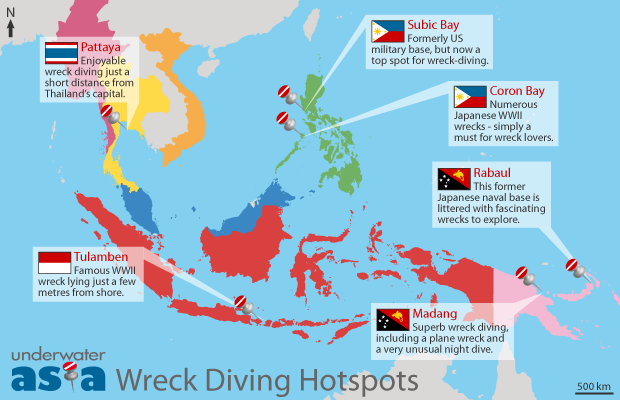 N
Pattaya
Enjoyable
wreck diving just a
short distance from
Thailand's capital.
Subic Bay
Formerly US
military base, but now a
top spot for wreck-diving.
Coron Bay
Numerous
Japanese WWII
wrecks - simply a
must for wreck lovers.
Rabaul
This former
Japanese naval base is
littered with fascinating
wrecks to explore.
Tulamben
Famous WWII
wreck lying just a few
metres from shore.
Madang
Superb wreck diving,
including a plane wreck and
a very unusual night dive.
underwater
asia Wreck Diving Hotspots
500 km